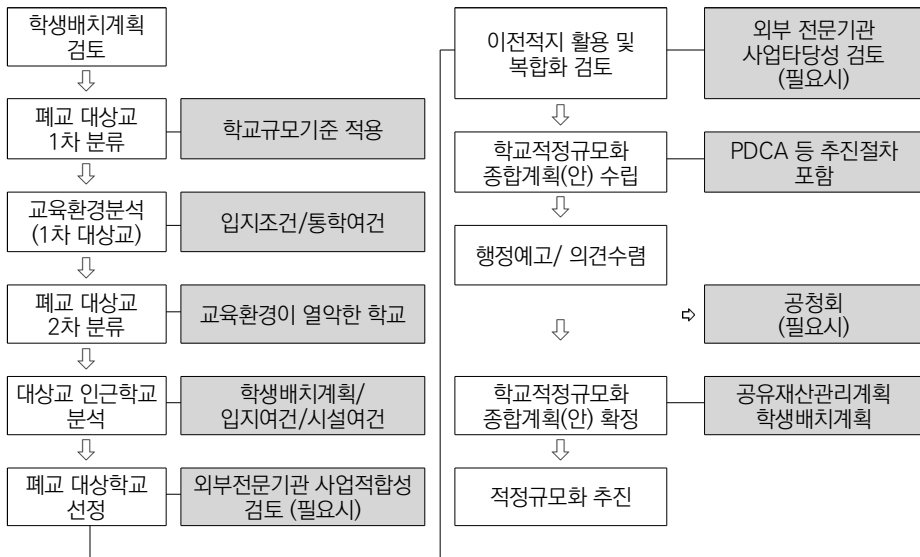 학생배치계획
검토
폐교 대상교
1차 분류
학교규모기준 적용
교육환경분석
(1차 대상교)
입지조건/통학여건
폐교 대상교
2차 분류
교육환경이 열악한 학교
대상교 인근학교
분석
학생배치계획/
입지여건/시설여건
폐교 대상학교
선정
외부전문기관 사업적합성
검토 (필요시)
이전적지 활용 및
복합화 검토
외부 전문기관
사업타당성 검토
(필요시)
학교적정규모화
종합계획(안) 수립
PDCA 등 추진절차
포함
행정예고/ 의견수렴
공청회
(필요시)
학교적정규모화
종합계획(안) 확정
공유재산관리계획
학생배치계획
적정규모화 추진